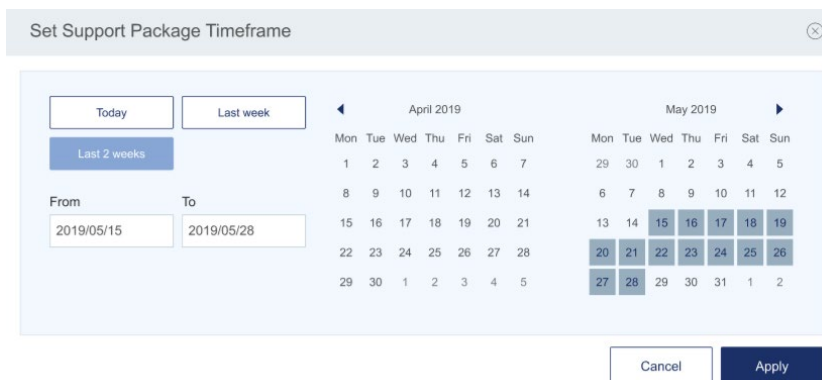 Set Support Package Timeframe
Today Last week
Last 2 weeks
From To
2019/05/15 2019/05/28
April 2019
Mon Tue Wed Thu Fri Sat Sun
1 2 3 4 5 6 7
8 9 10 11 12 13 14
15 16 17 18 19 20 21
22 23 24 25 26 27 28
29 30 1 2 3 4 5
May 2019
Mon Tue Wed Thu Fri Sat Sun
29 30 1 2 3 4 5
6 7 8 9 10 11 12
13 14 15 16 17 18 19
20 21 22 23 24 25 26
27 28 29 30 31 1 2
Cancel Apply